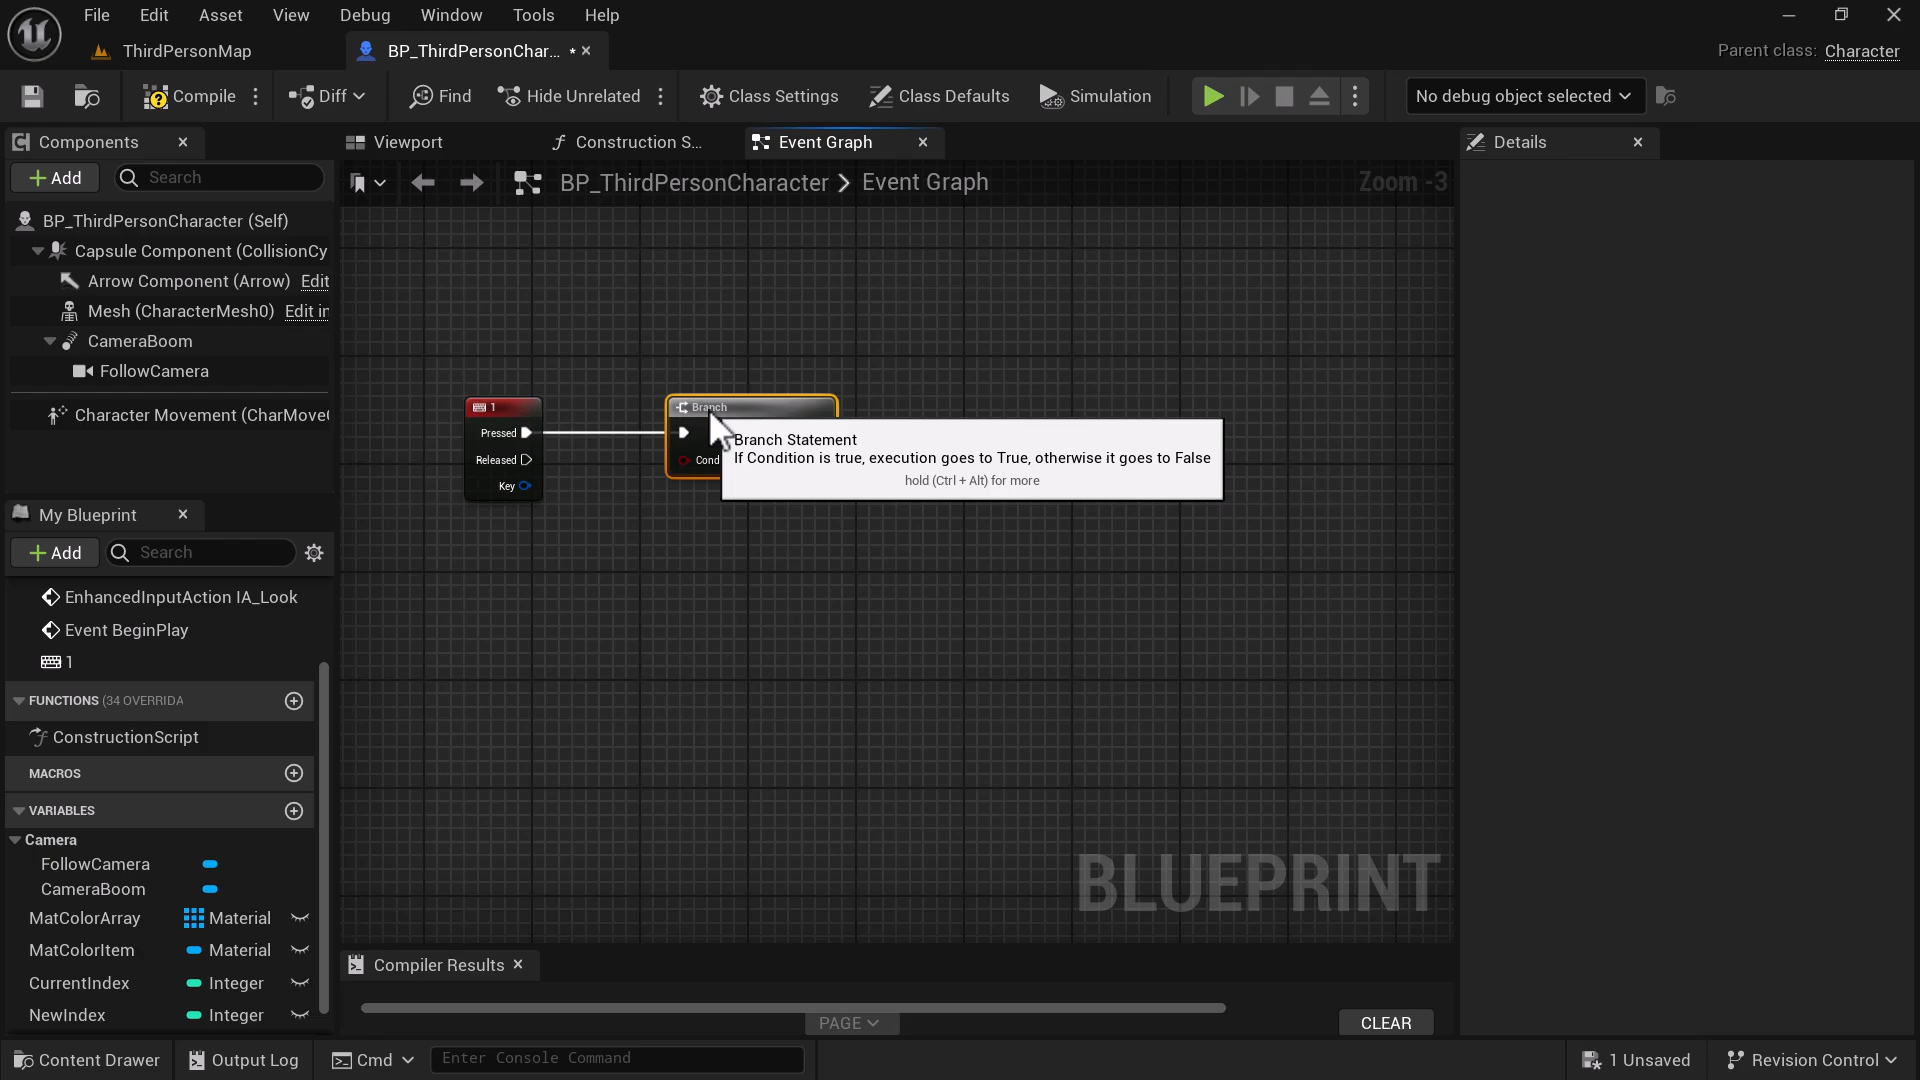 File Edit Asset View Debug Window Tools Help
ThirdPersonMap
BP_ThirdPersonChar... *
Parent class: Character
Compile
Diff
Find
Hide Unrelated
Class Settings
Class Defaults
Simulation
No debug object selected
Components
Viewport
Construction S...
Event Graph
Details
Add
Search
BP_ThirdPersonCharacter > Event Graph
Zoom -3
BP_ThirdPersonCharacter (Self)
Capsule Component (CollisionCy
Arrow Component (Arrow) Edit
Mesh (CharacterMesh0) Edit in
CameraBoom
FollowCamera
Character Movement (CharMove
1
Pressed
Released
Key
Branch
Cond
Branch Statement
If Condition is true, execution goes to True, otherwise it goes to False
hold (Ctrl + Alt) for more
My Blueprint
Add
Search
EnhancedInputAction IA_Look
Event BeginPlay
1
FUNCTIONS (34 OVERRIDA
ConstructionScript
MACROS
VARIABLES
Camera
FollowCamera
CameraBoom
MatColorArray Material
MatColorItem Material
CurrentIndex Integer
NewIndex Integer
BLUEPRINT
Compiler Results
PAGE
CLEAR
Content Drawer
Output Log
Cmd
Enter Console Command
1 Unsaved
Revision Control